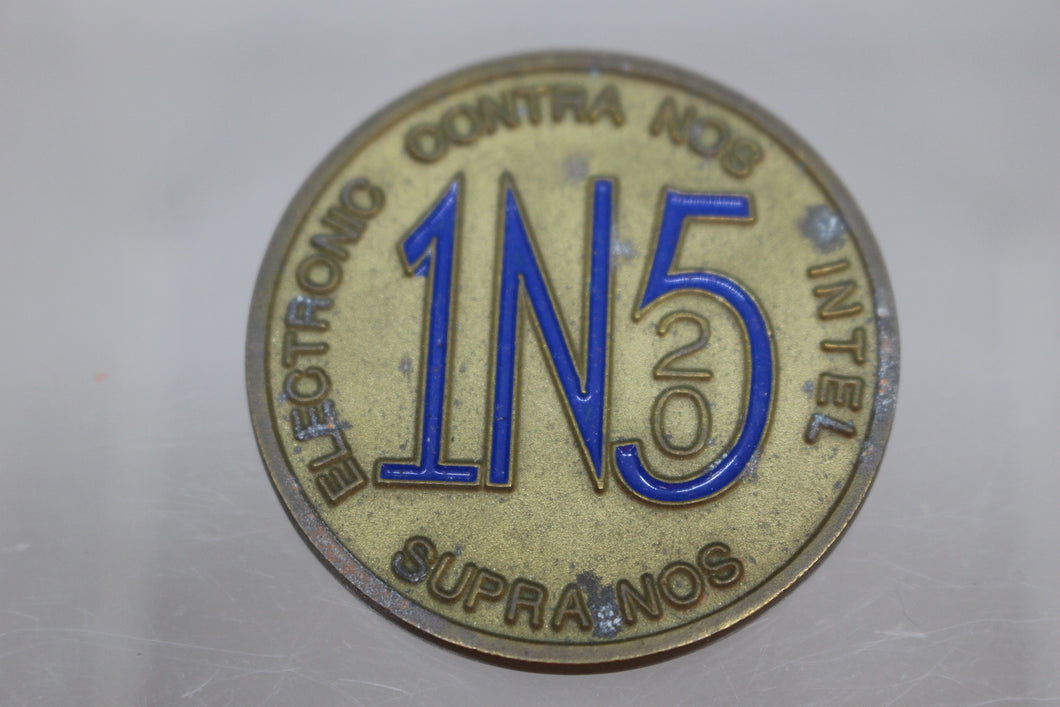 ELECTRONIC CONTRA NOS INTEL
1N5
20
SUPRA NOS